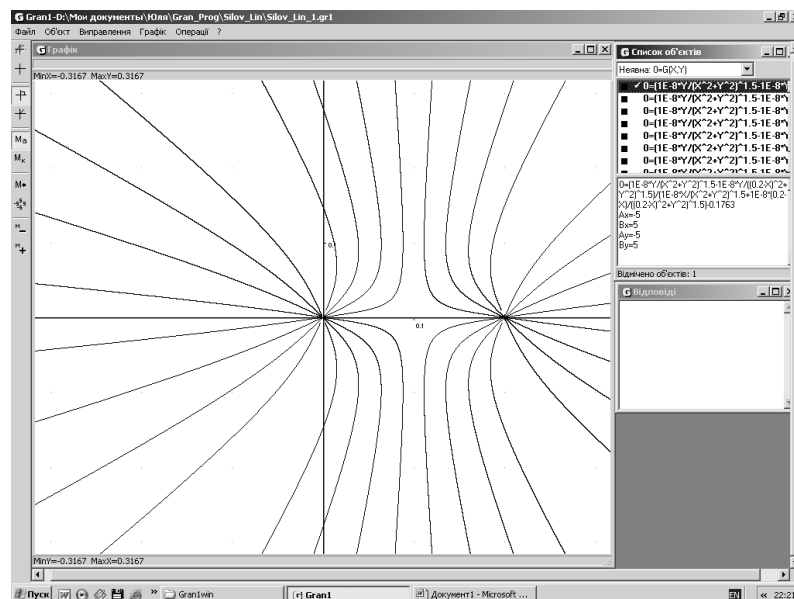 Gran1-D:\Мои документы\Юля\Gran_Prog\Silov_Lin\Silov_Lin_1.gr1
Файл Об'єкт Виправлення Графік Операції ?
Графік
MinX=-0.3167 MaxY=0.3167
0.1
0.1
MinY=-0.3167 MaxX=0.3167
Список об'єктів
Неявна: 0=G(X,Y)
0=(1E-8*Y/(X^2+Y^2)^1.5-1E-8*
0=(1E-8*Y/(X^2+Y^2)^1.5-1E-8*
0=(1E-8*Y/(X^2+Y^2)^1.5-1E-8*
0=(1E-8*Y/(X^2+Y^2)^1.5-1E-8*
0=(1E-8*Y/(X^2+Y^2)^1.5-1E-8*
0=(1E-8*Y/(X^2+Y^2)^1.5-1E-8*
0=(1E-8*Y/(X^2+Y^2)^1.5-1E-8*
0=(1E-8*Y/(X^2+Y^2)^1.5-1E-8*Y/((0.2-X)^2+
Y^2)^1.5)/(1E-8*X/(X^2+Y^2)^1.5+1E-8*(0.2-
X)/((0.2-X)^2+Y^2)^1.5)-0.1763
Ax=-5
Bx=5
Ay=-5
By=5
Відмічено об'єктів: 1
Відповіді
Пуск
Gran1win
Gran1
Документ1 - Microsoft ...
EN
22:21